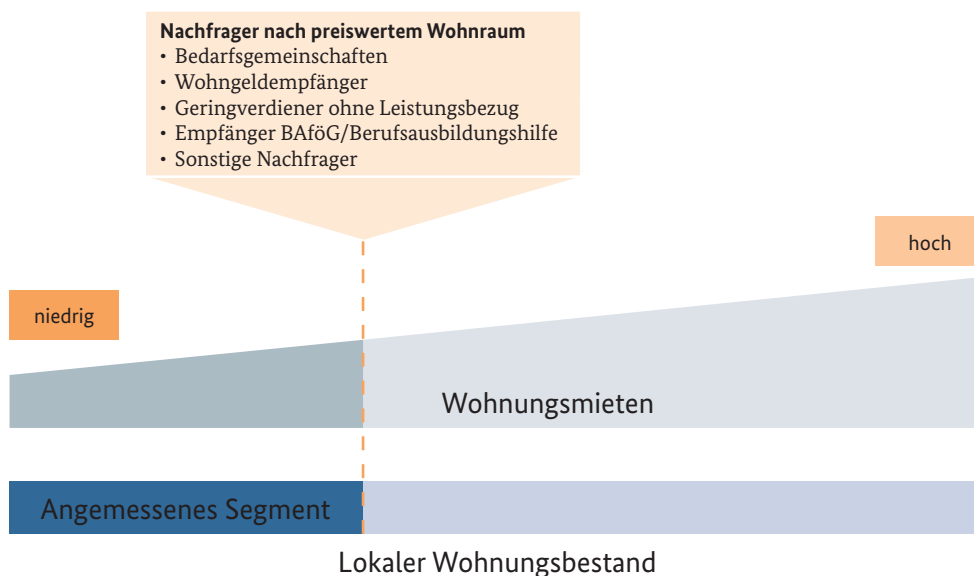 Nachfrager nach preiswertem Wohnraum
• Bedarfsgemeinschaften
• Wohngeldempfänger
• Geringverdiener ohne Leistungsbezug
• Empfänger BAföG/Berufsausbildungshilfe
• Sonstige Nachfrager
hoch
niedrig
Wohnungsmieten
Angemessenes Segment
Lokaler Wohnungsbestand